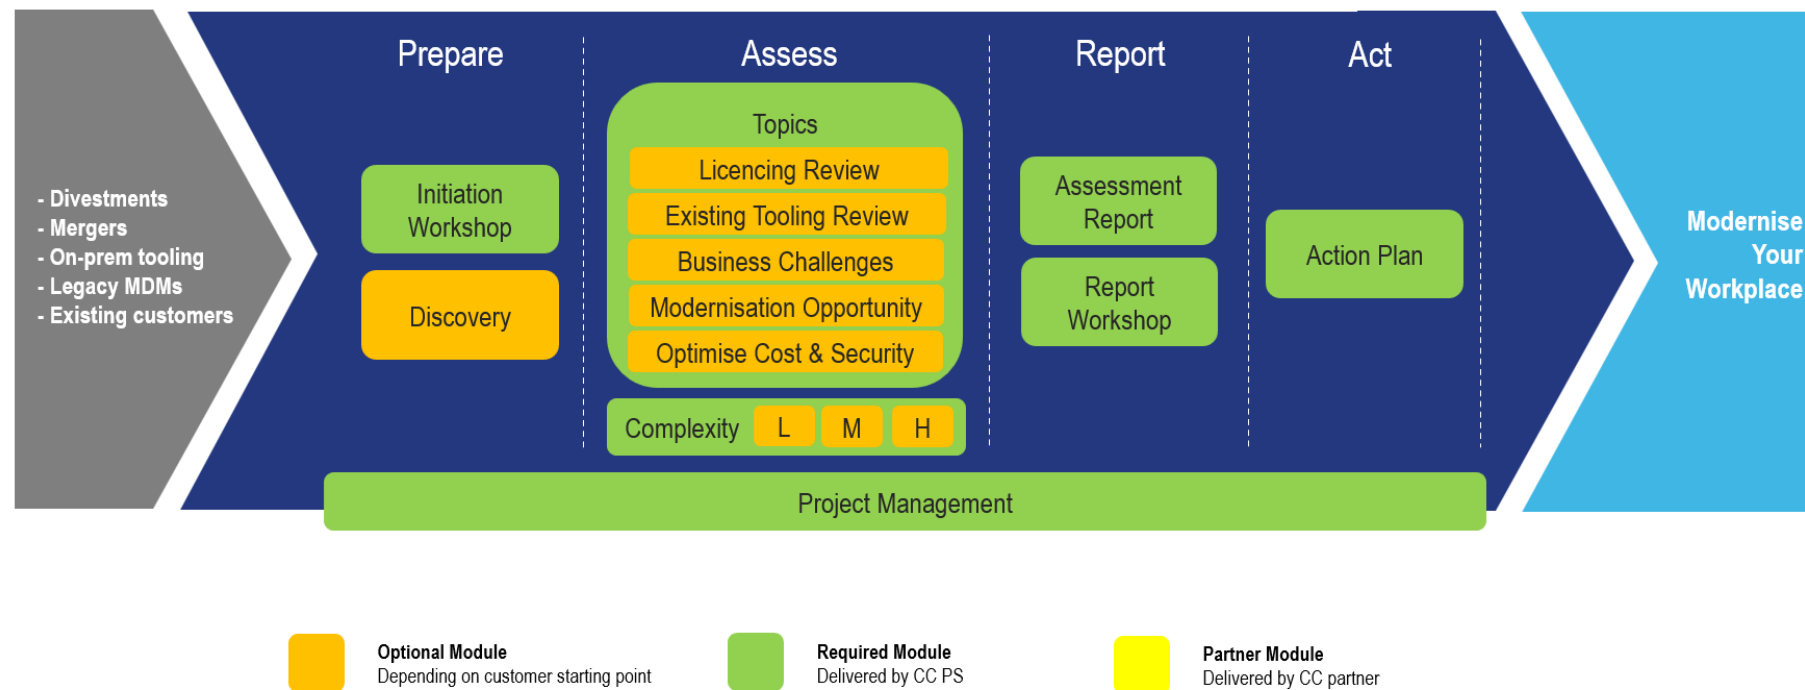 - Divestments
- Mergers
- On-prem tooling
- Legacy MDMs
- Existing customers
Prepare
Initiation
Workshop
Discovery
Assess
Topics
Licencing Review
Existing Tooling Review
Business Challenges
Modernisation Opportunity
Optimise Cost & Security
Complexity L M H
Report
Assessment
Report
Report
Workshop
Act
Action Plan
Project Management
Modernise
Your
Workplace
Optional Module
Depending on customer starting point
Required Module
Delivered by CC PS
Partner Module
Delivered by CC partner